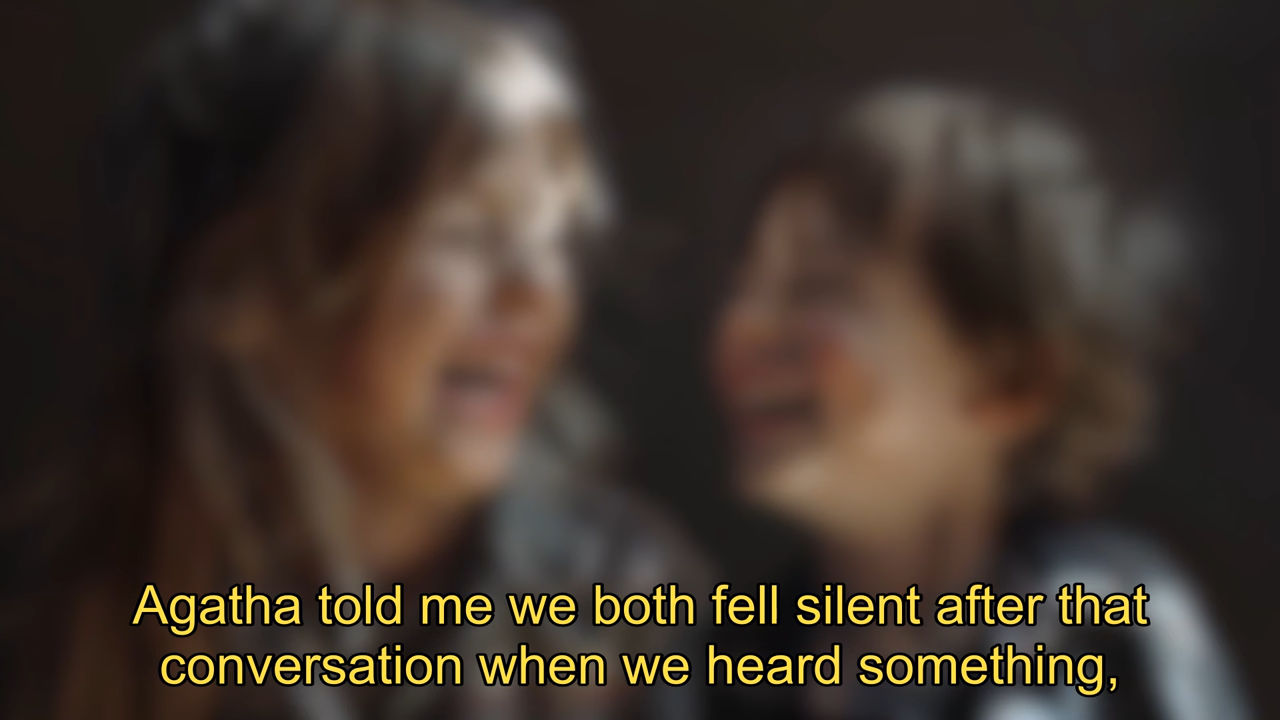 Agatha told me we both fell silent after that
conversation when we heard something,